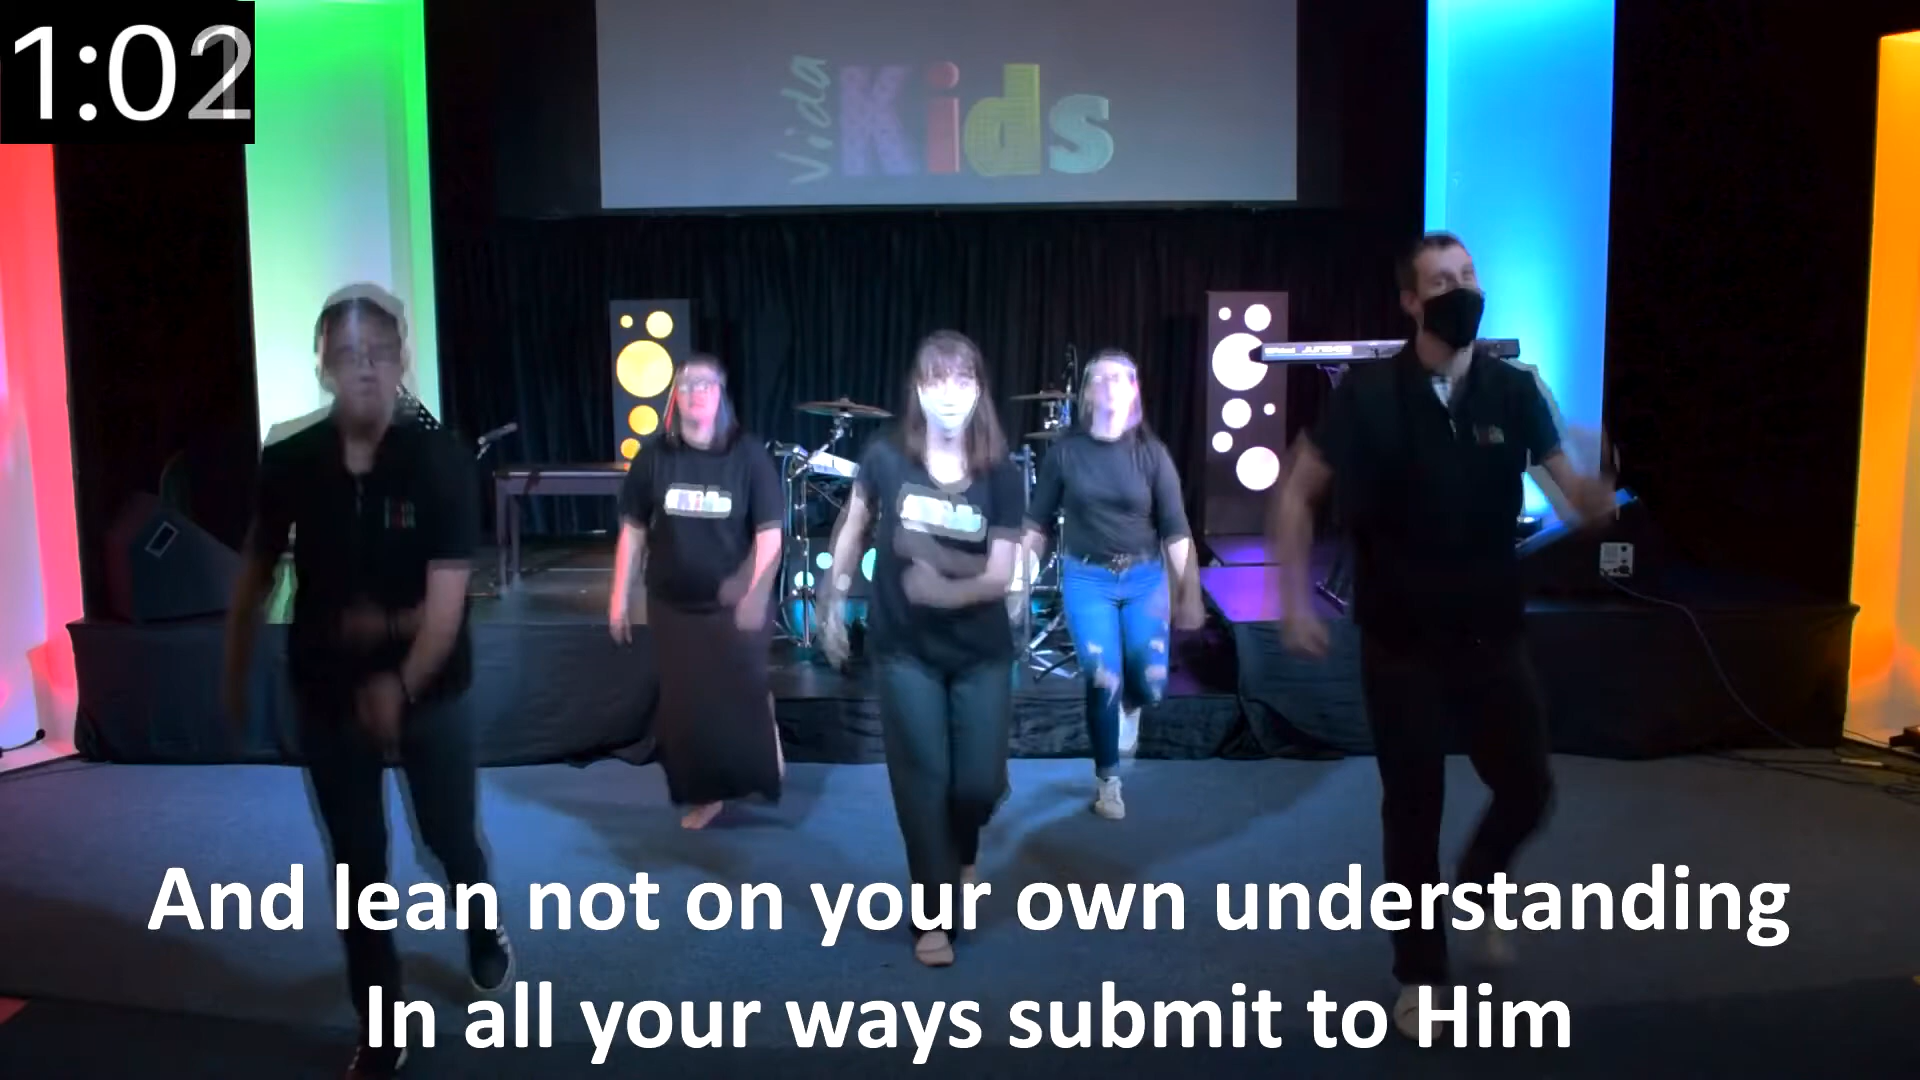 1:02
Vida
Kids
And lean not on your own understanding
In all your ways submit to Him